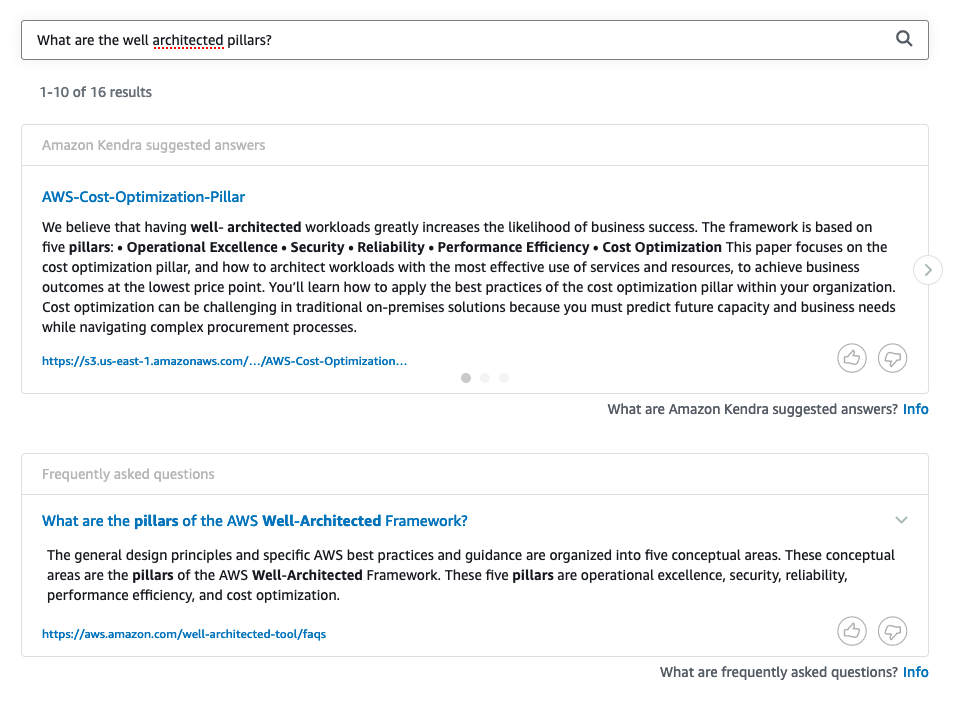 What are the well architected pillars?
1-10 of 16 results
Amazon Kendra suggested answers
AWS-Cost-Optimization-Pillar
We believe that having well- architected workloads greatly increases the likelihood of business success. The framework is based on
five pillars: • Operational Excellence • Security • Reliability • Performance Efficiency • Cost Optimization This paper focuses on the
cost optimization pillar, and how to architect workloads with the most effective use of services and resources, to achieve business
outcomes at the lowest price point. You’ll learn how to apply the best practices of the cost optimization pillar within your organization.
Cost optimization can be challenging in traditional on-premises solutions because you must predict future capacity and business needs
while navigating complex procurement processes.
https://s3.us-east-1.amazonaws.com/.../AWS-Cost-Optimization...
What are Amazon Kendra suggested answers? Info
Frequently asked questions
What are the pillars of the AWS Well-Architected Framework?
The general design principles and specific AWS best practices and guidance are organized into five conceptual areas. These conceptual
areas are the pillars of the AWS Well-Architected Framework. These five pillars are operational excellence, security, reliability,
performance efficiency, and cost optimization.
https://aws.amazon.com/well-architected-tool/faqs
What are frequently asked questions? Info